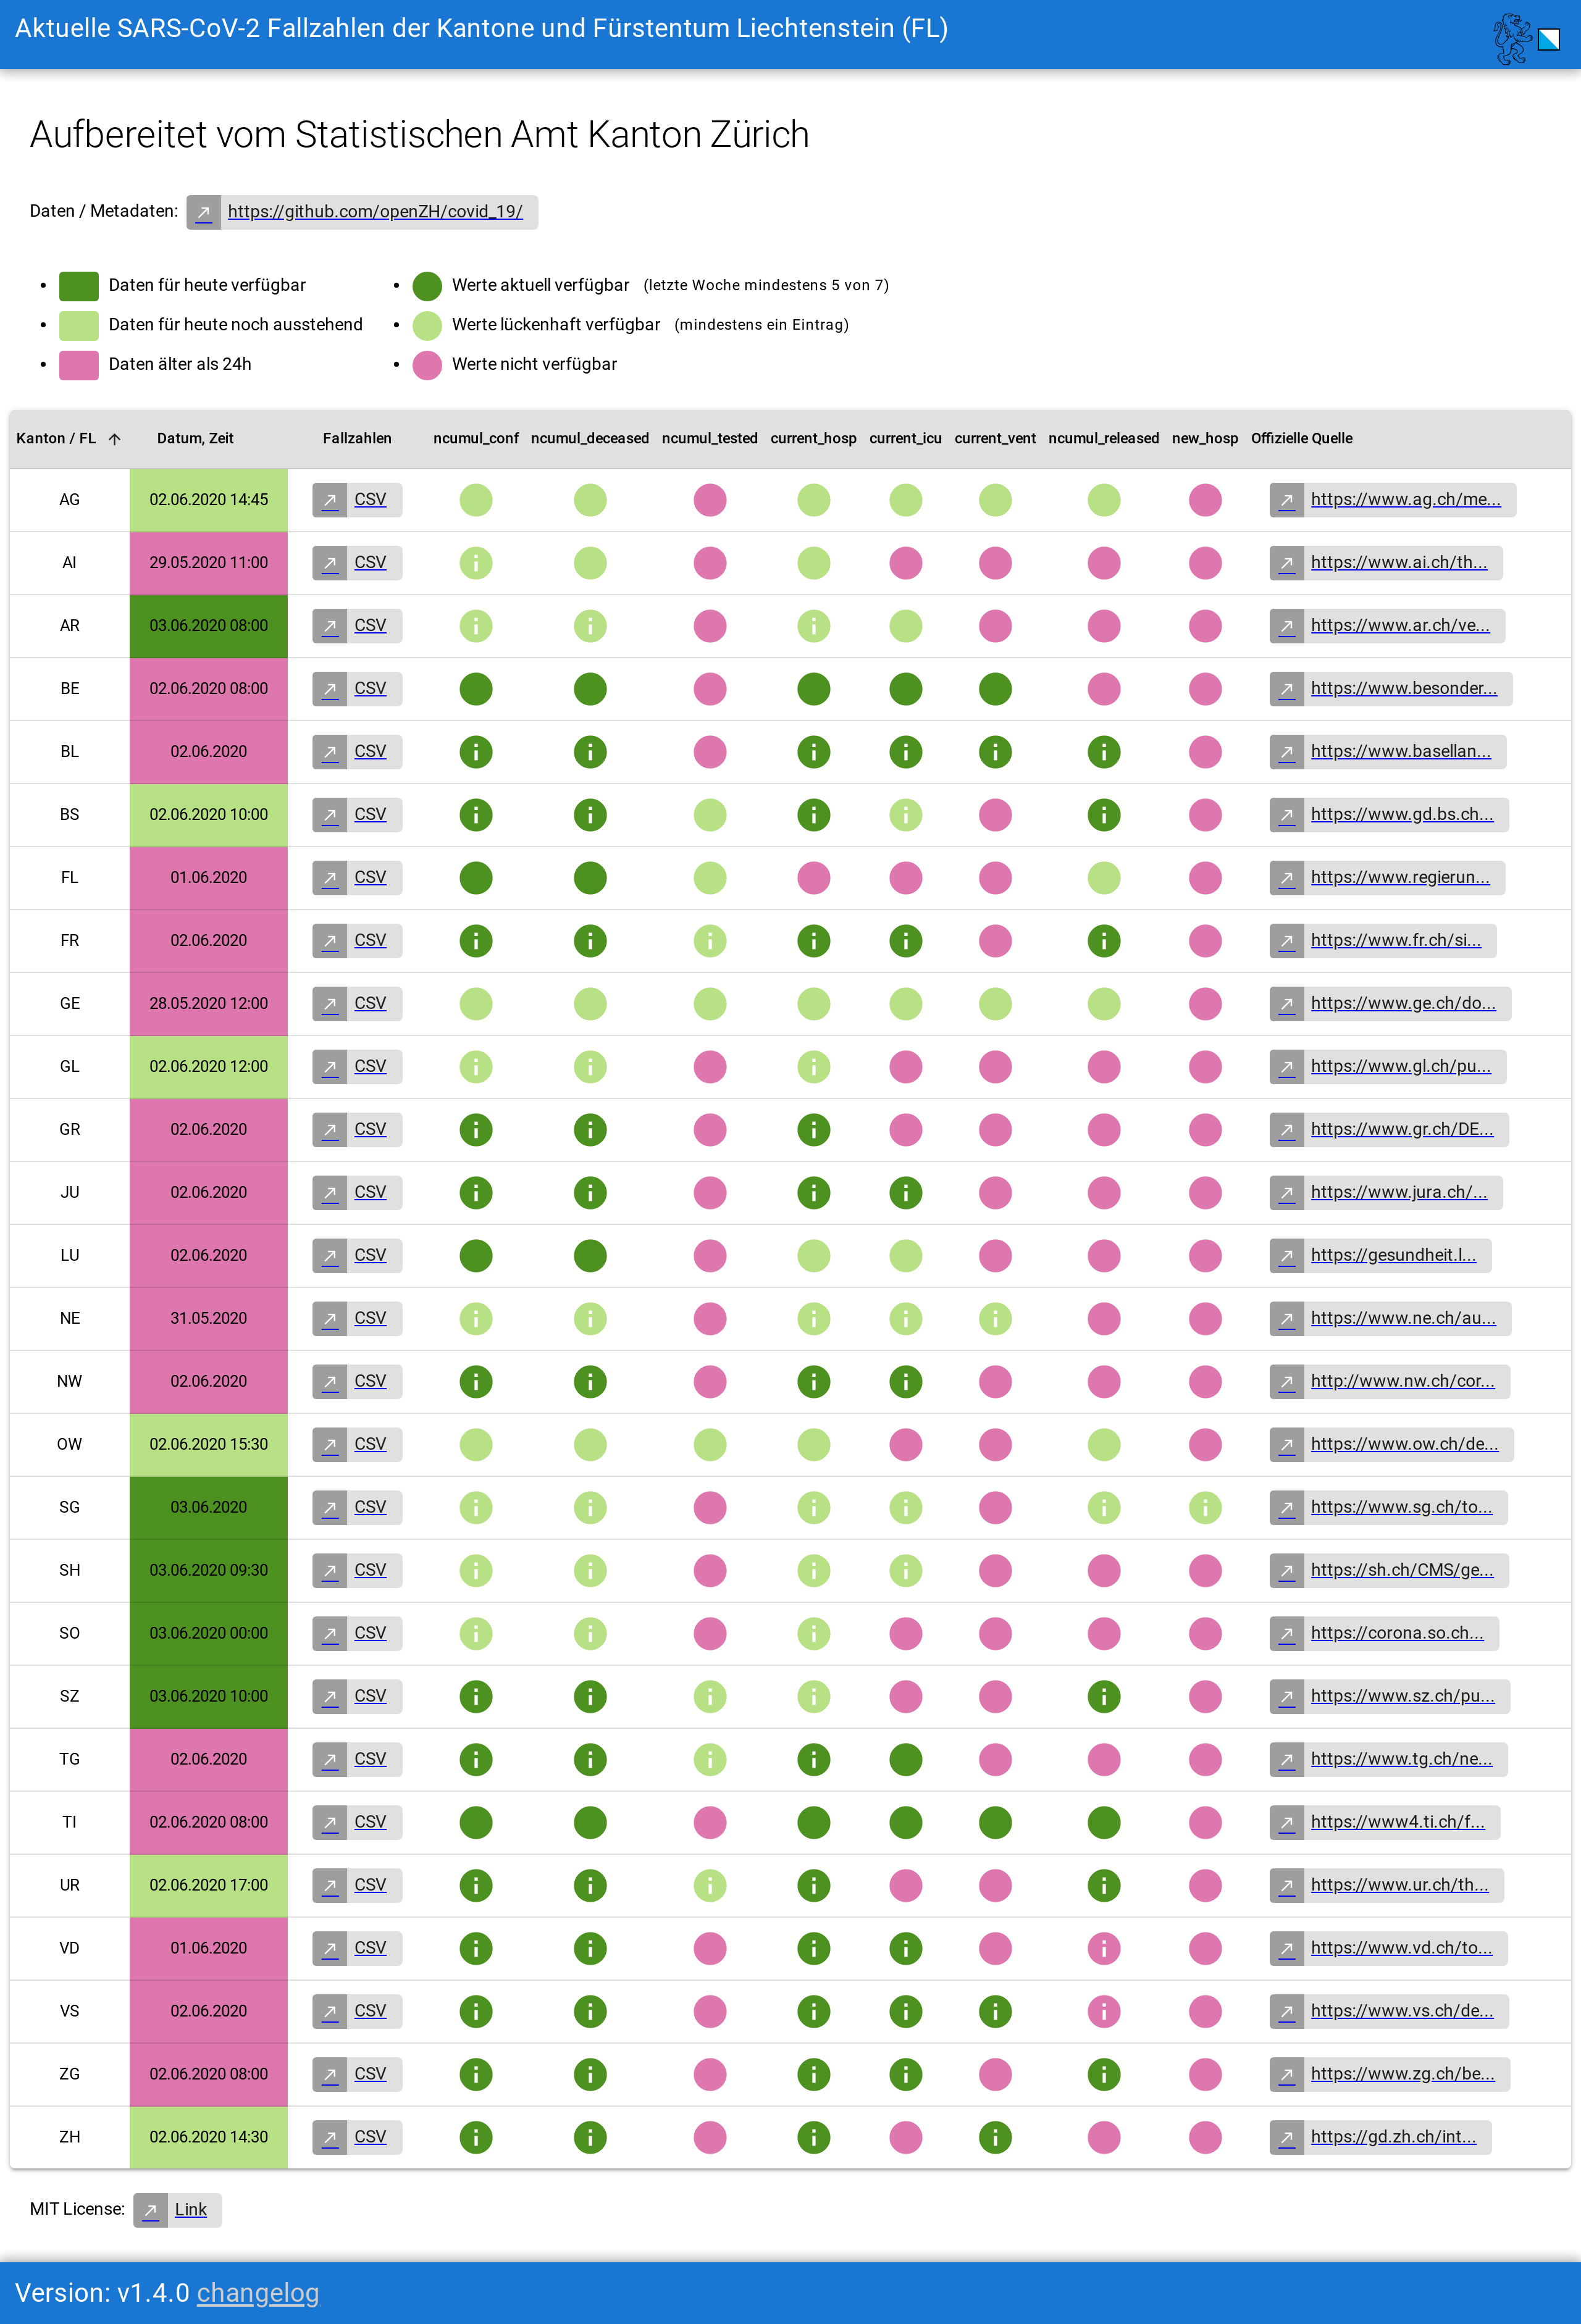 Aktuelle SARS-CoV-2 Fallzahlen der Kantone und Fürstentum Liechtenstein (FL)
Aufbereitet vom Statistischen Amt Kanton Zürich
Daten / Metadaten: https://github.com/openZH/covid_19/
Daten für heute verfügbar
Daten für heute noch ausstehend
Daten älter als 24h
Werte aktuell verfügbar (letzte Woche mindestens 5 von 7)
Werte lückenhaft verfügbar (mindestens ein Eintrag)
Werte nicht verfügbar
Kanton / FL Datum, Zeit Fallzahlen ncumul_conf ncumul_deceased ncumul_tested current_hosp current_icu current_vent ncumul_released new_hosp Offizielle Quelle
AG 02.06.2020 14:45 CSV https://www.ag.ch/me...
AI 29.05.2020 11:00 CSV https://www.ai.ch/th...
AR 03.06.2020 08:00 CSV https://www.ar.ch/ve...
BE 02.06.2020 08:00 CSV https://www.besonder...
BL 02.06.2020 CSV https://www.basellan...
BS 02.06.2020 10:00 CSV https://www.gd.bs.ch...
FL 01.06.2020 CSV https://www.regierun...
FR 02.06.2020 CSV https://www.fr.ch/si...
GE 28.05.2020 12:00 CSV https://www.ge.ch/do...
GL 02.06.2020 12:00 CSV https://www.gl.ch/pu...
GR 02.06.2020 CSV https://www.gr.ch/DE...
JU 02.06.2020 CSV https://www.jura.ch/...
LU 02.06.2020 CSV https://gesundheit.l...
NE 31.05.2020 CSV https://www.ne.ch/au...
NW 02.06.2020 CSV http://www.nw.ch/cor...
OW 02.06.2020 15:30 CSV https://www.ow.ch/de...
SG 03.06.2020 CSV https://www.sg.ch/to...
SH 03.06.2020 09:30 CSV https://sh.ch/CMS/ge...
SO 03.06.2020 00:00 CSV https://corona.so.ch...
SZ 03.06.2020 10:00 CSV https://www.sz.ch/pu...
TG 02.06.2020 CSV https://www.tg.ch/ne...
TI 02.06.2020 08:00 CSV https://www4.ti.ch/f...
UR 02.06.2020 17:00 CSV https://www.ur.ch/th...
VD 01.06.2020 CSV https://www.vd.ch/to...
VS 02.06.2020 CSV https://www.vs.ch/de...
ZG 02.06.2020 08:00 CSV https://www.zg.ch/be...
ZH 02.06.2020 14:30 CSV https://gd.zh.ch/int...
MIT License: Link
Version: v1.4.0 changelog